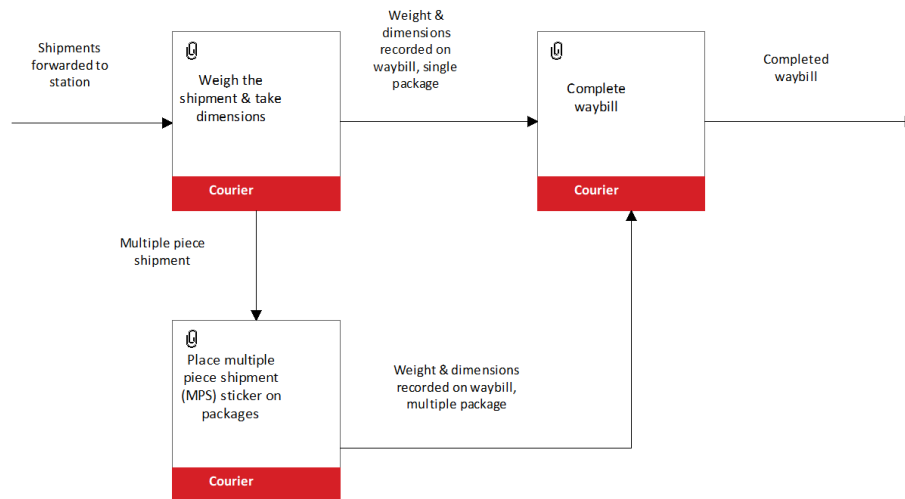 Shipments
forwarded to
station
Weigh the
shipment & take
dimensions
Courier
Weight &
dimensions
recorded on
waybill, single
package
Complete
waybill
Courier
Completed
waybill
Multiple piece
shipment
Place multiple
piece shipment
(MPS) sticker on
packages
Courier
Weight & dimensions
recorded on waybill,
multiple package